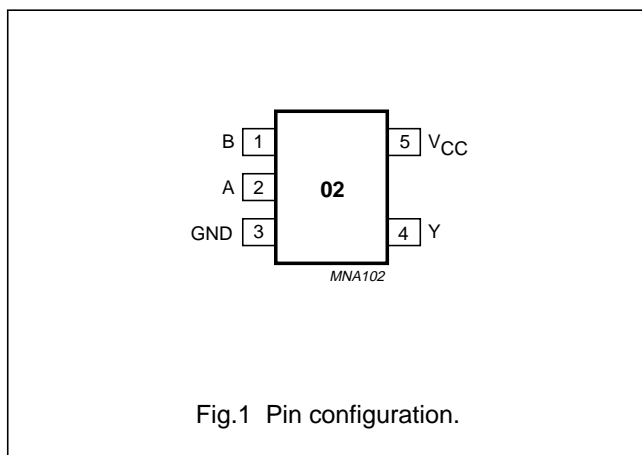 B 1 5 VCC
A 2 02
GND 3 4 Y
MNA102
Fig.1 Pin configuration.